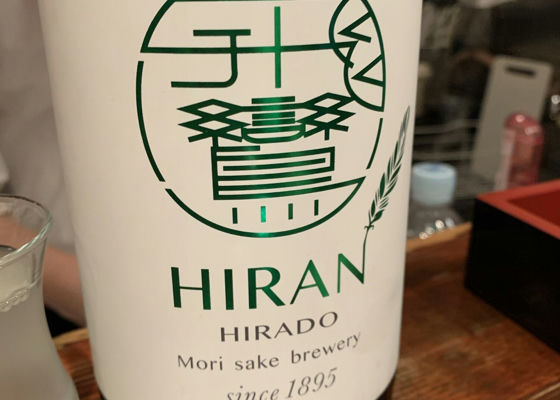 HIRAN
HIRADO
Mori sake brewery
since 1895